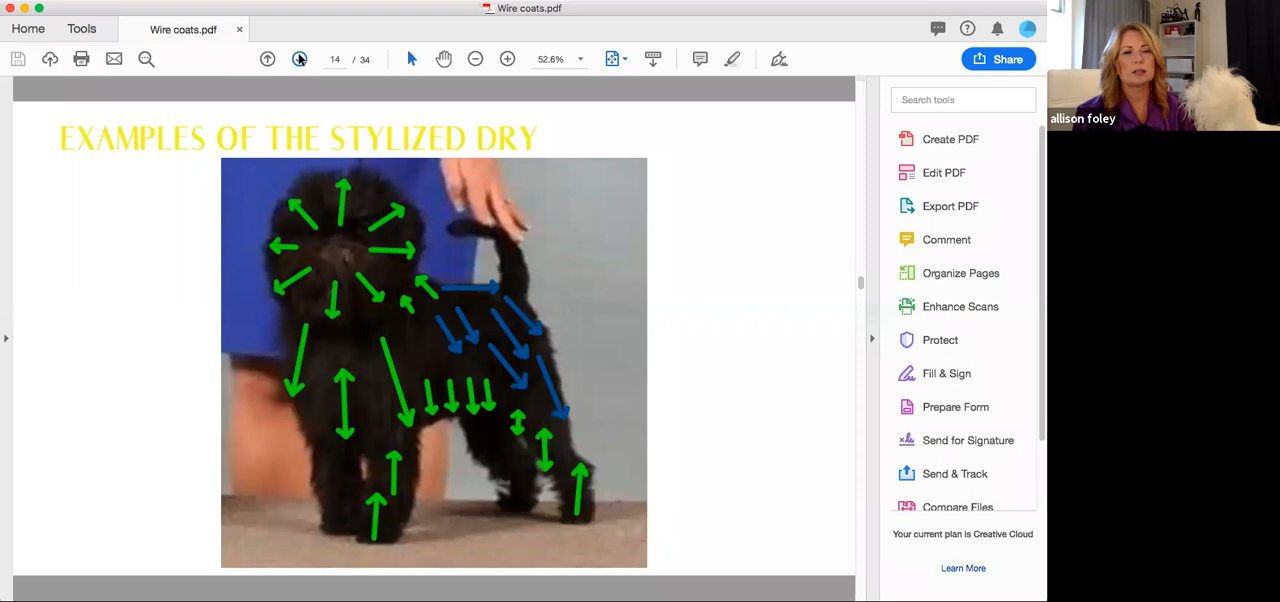 Wire coats.pdf
Home
Tools
Wire coats.pdf
×
14 / 34
52.6%
Share
EXAMPLES OF THE STYLIZED DRY
Search tools
Create PDF
Edit PDF
Export PDF
Comment
Organize Pages
Enhance Scans
Protect
Fill & Sign
Prepare Form
Send for Signature
Send & Track
Compare Files
Your current plan is Creative Cloud
Learn More
allison foley